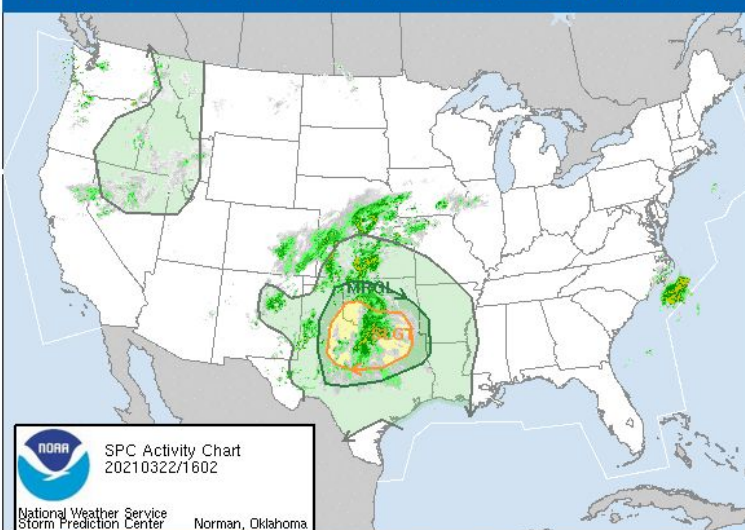 MRGL
SLGT
NOAA
SPC Activity Chart
20210322/1602
National Weather Service
Storm Prediction Center Norman, Oklahoma